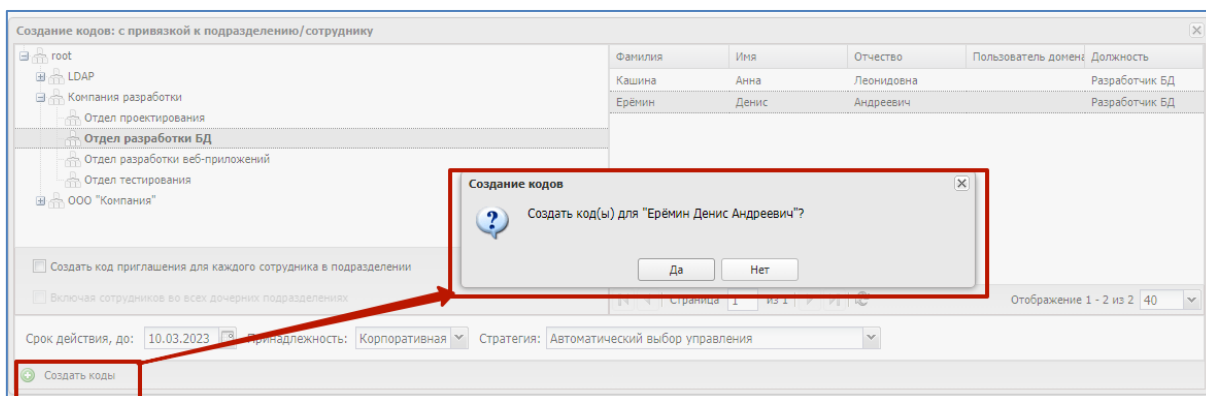 Создание кодов: с привязкой к подразделению/сотруднику
root
LDAP
Компания разработки
Отдел проектирования
Отдел разработки БД
Отдел разработки веб-приложений
Отдел тестирования
ООО "Компания"
Фамилия Имя Отчество Пользователь домена Должность
Кашина Анна Леонидовна Разработчик БД
Ерёмин Денис Андреевич Разработчик БД
Создание кодов
Создать код(ы) для "Ерёмин Денис Андреевич"?
Да Нет
Создать код приглашения для каждого сотрудника в подразделении
Включая сотрудников во всех дочерних подразделениях
Страница 1 из 1 Отображение 1 - 2 из 2 40
Срок действия, до: 10.03.2023 Принадлежность: Корпоративная Стратегия: Автоматический выбор управления
Создать коды